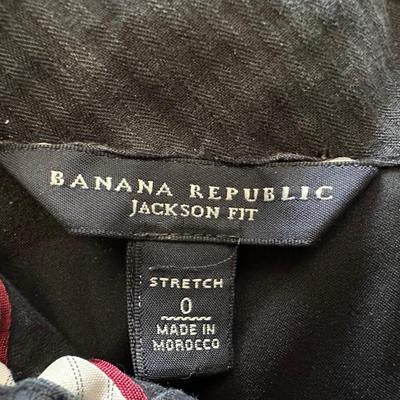 BANANA REPUBLIC
JACKSON FIT
STRETCH
0
MADE IN
MOROCCO